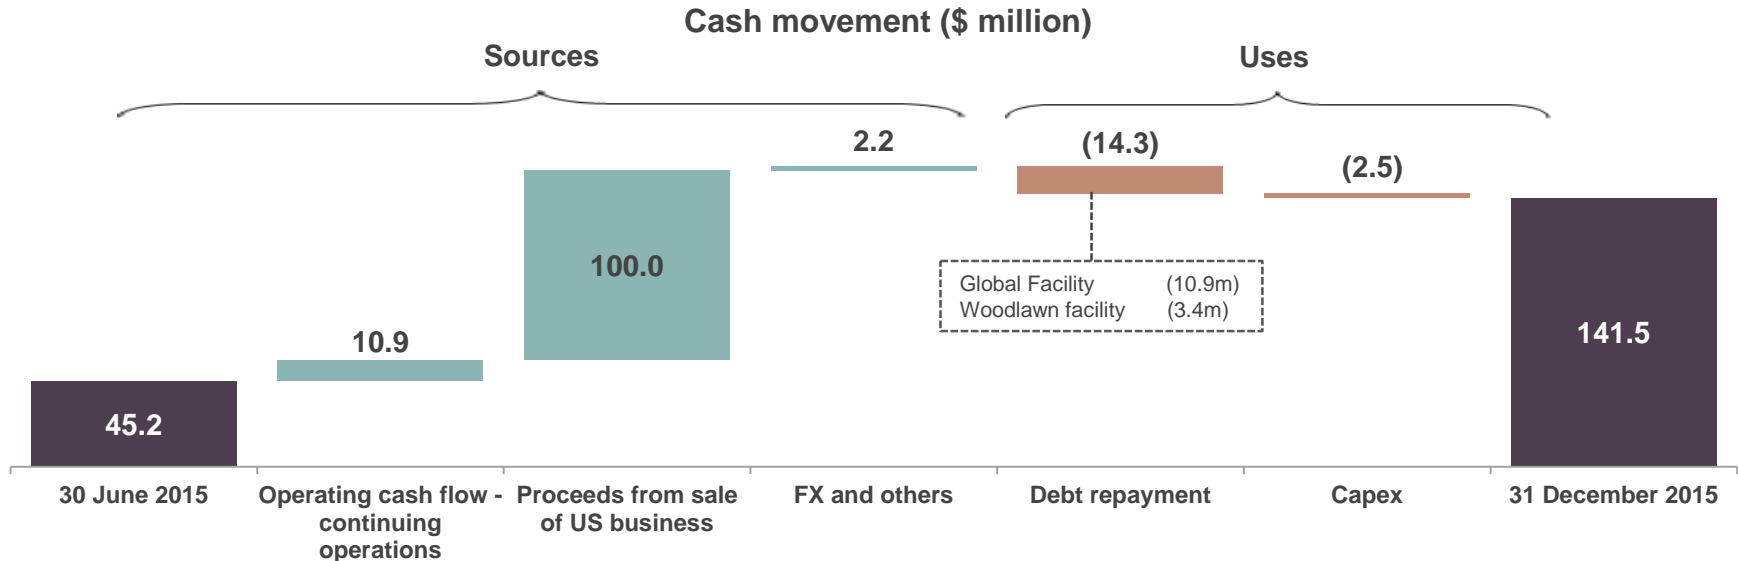 Cash movement ($ million)
Sources
Uses
2.2
(14.3)
(2.5)
100.0
Global Facility (10.9m)
Woodlawn facility (3.4m)
10.9
141.5
45.2
30 June 2015
Operating cash flow -
continuing
operations
Proceeds from sale
of US business
FX and others
Debt repayment
Capex
31 December 2015